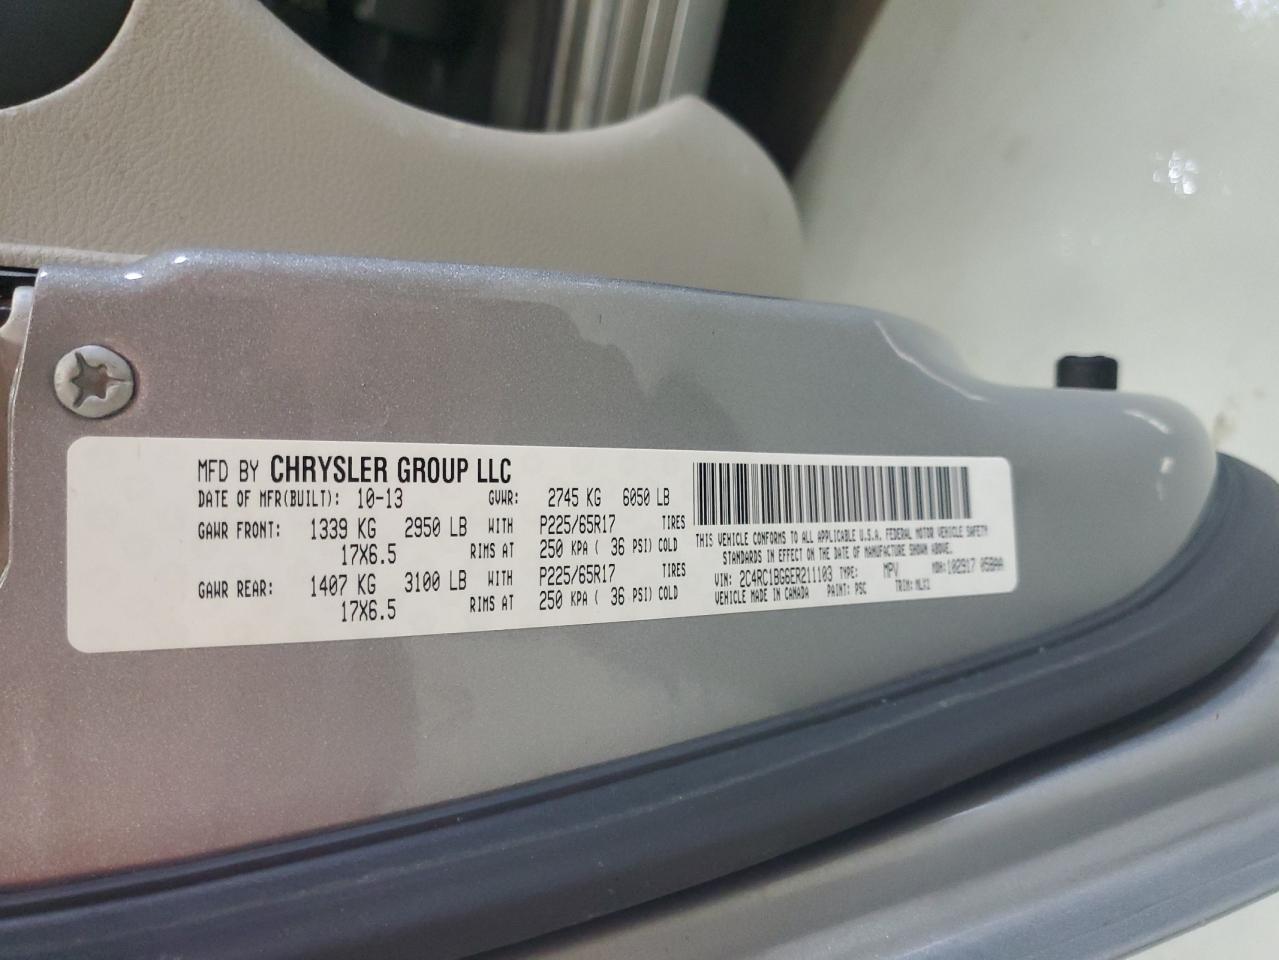 MFD BY CHRYSLER GROUP LLC
DATE OF MFR(BUILT): 10-13 GVWR: 2745 KG 6050 LB
GAWR FRONT: 1339 KG 2950 LB WITH P225/65R17 TIRES
17X6.5 RIMS AT 250 KPA ( 36 PSI) COLD
GAWR REAR: 1407 KG 3100 LB WITH P225/65R17 TIRES
17X6.5 RIMS AT 250 KPA ( 36 PSI) COLD
THIS VEHICLE CONFORMS TO ALL APPLICABLE U.S.A. FEDERAL MOTOR VEHICLE SAFETY
STANDARDS IN EFFECT ON THE DATE OF MANUFACTURE SHOWN ABOVE.
VIN: 2C4RC1BG6ER211103 TYPE: MPV MDH: 102917 058AA
VEHICLE MADE IN CANADA PAINT: PSC TRIM: